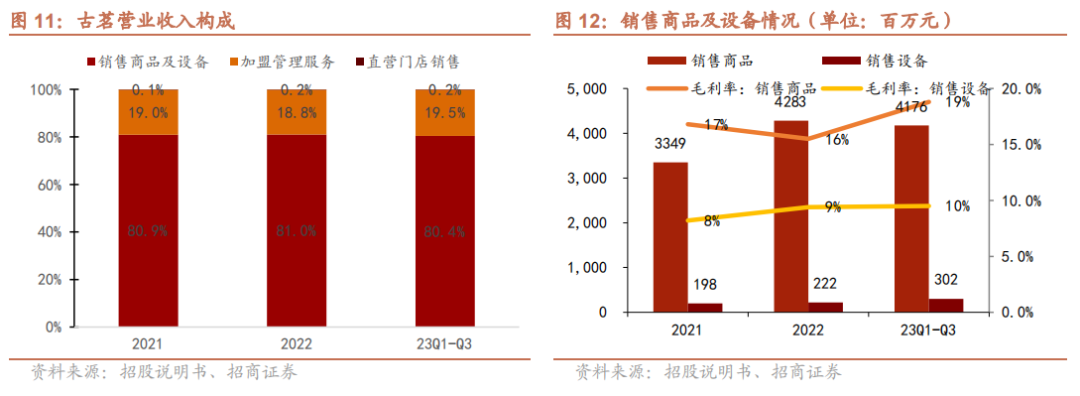 图 11：古茗营业收入构成
销售商品及设备 加盟管理服务 直营门店销售
100%
80%
60%
40%
20%
0%
0.1% 0.2% 0.2%
19.0% 18.8% 19.5%
80.9% 81.0% 80.4%
2021 2022 23Q1-Q3
资料来源：招股说明书、招商证券
图 12：销售商品及设备情况（单位：百万元）
销售商品 销售设备
毛利率：销售商品 毛利率：销售设备
5,000
4,000
3,000
2,000
1,000
0
20.0%
15.0%
10.0%
5.0%
0.0%
3349 4283 4176
17% 16% 19%
8% 9% 10%
198 222 302
2021 2022 23Q1-Q3
资料来源：招股说明书、招商证券